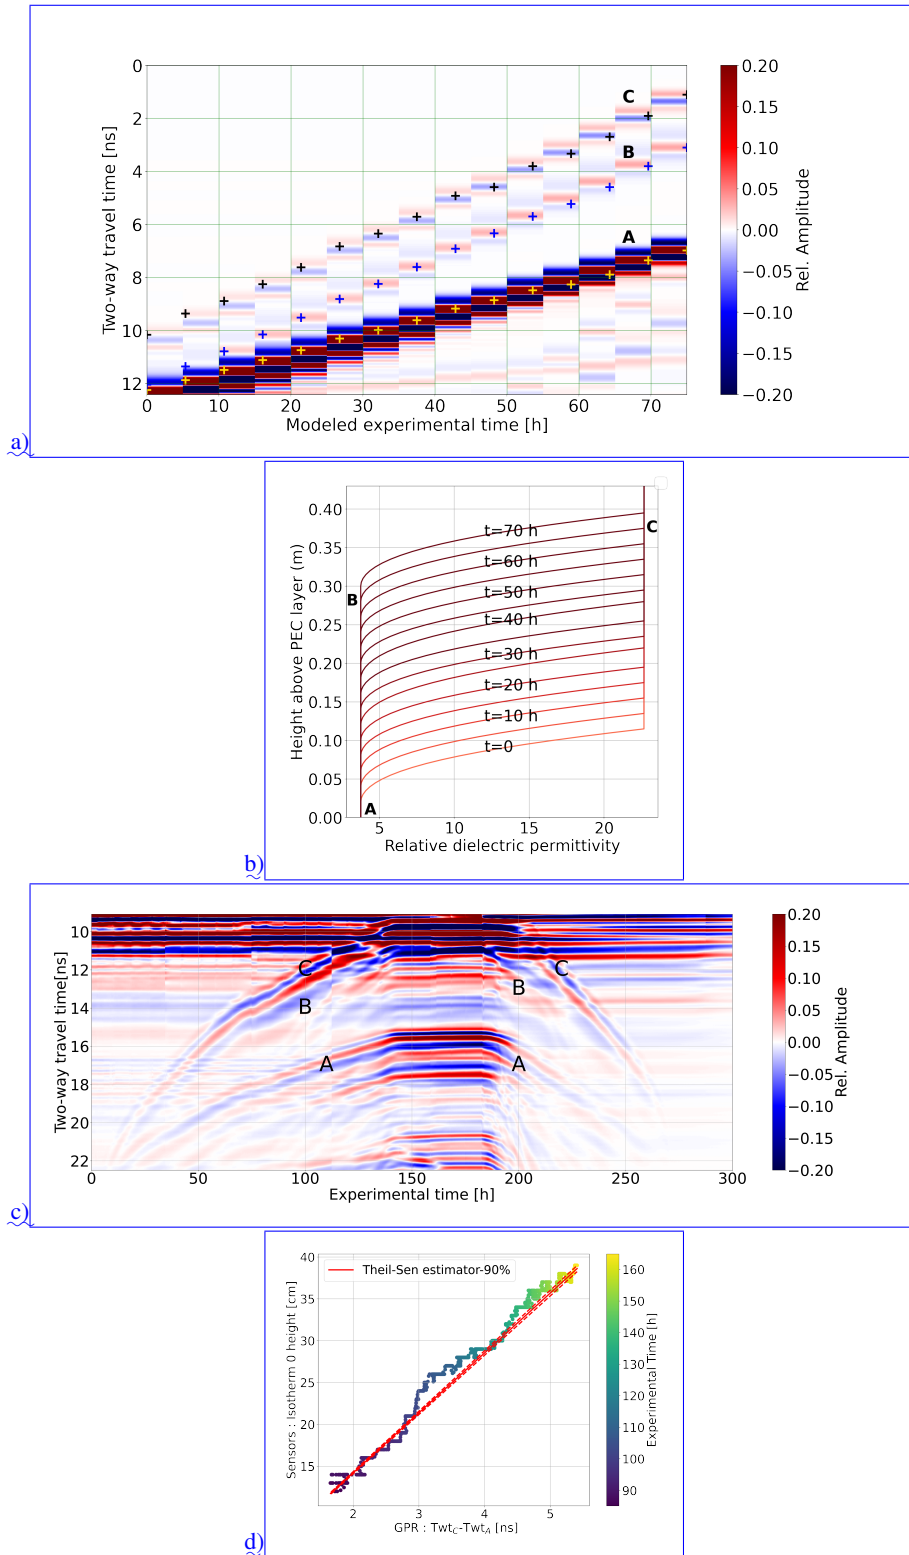 0
2
4
6
8
10
12
Two-way travel time [ns]
C
B
A
0 10 20 30 40 50 60 70
Modeled experimental time [h]
0.20
0.15
0.10
0.05
0.00
−0.05
−0.10
−0.15
−0.20
Rel. Amplitude
a)
0.40
0.35
0.30
0.25
0.20
0.15
0.10
0.05
0.00
Height above PEC layer (m)
t=70 h
t=60 h
t=50 h
t=40 h
t=30 h
t=20 h
t=10 h
t=0
C
B
A
5 10 15 20
Relative dielectric permittivity
b)
10
12
14
16
18
20
22
Two-way travel time[ns]
C C
B B
A A
0 50 100 150 200 250 300
Experimental time [h]
0.20
0.15
0.10
0.05
0.00
−0.05
−0.10
−0.15
−0.20
Rel. Amplitude
c)
40
35
30
25
20
15
Sensors : Isotherm 0 height [cm]
Theil-Sen estimator-90%
2 3 4 5
GPR : Twt_C-Twt_A [ns]
160
150
140
130
120
110
100
90
Experimental Time [h]
d)